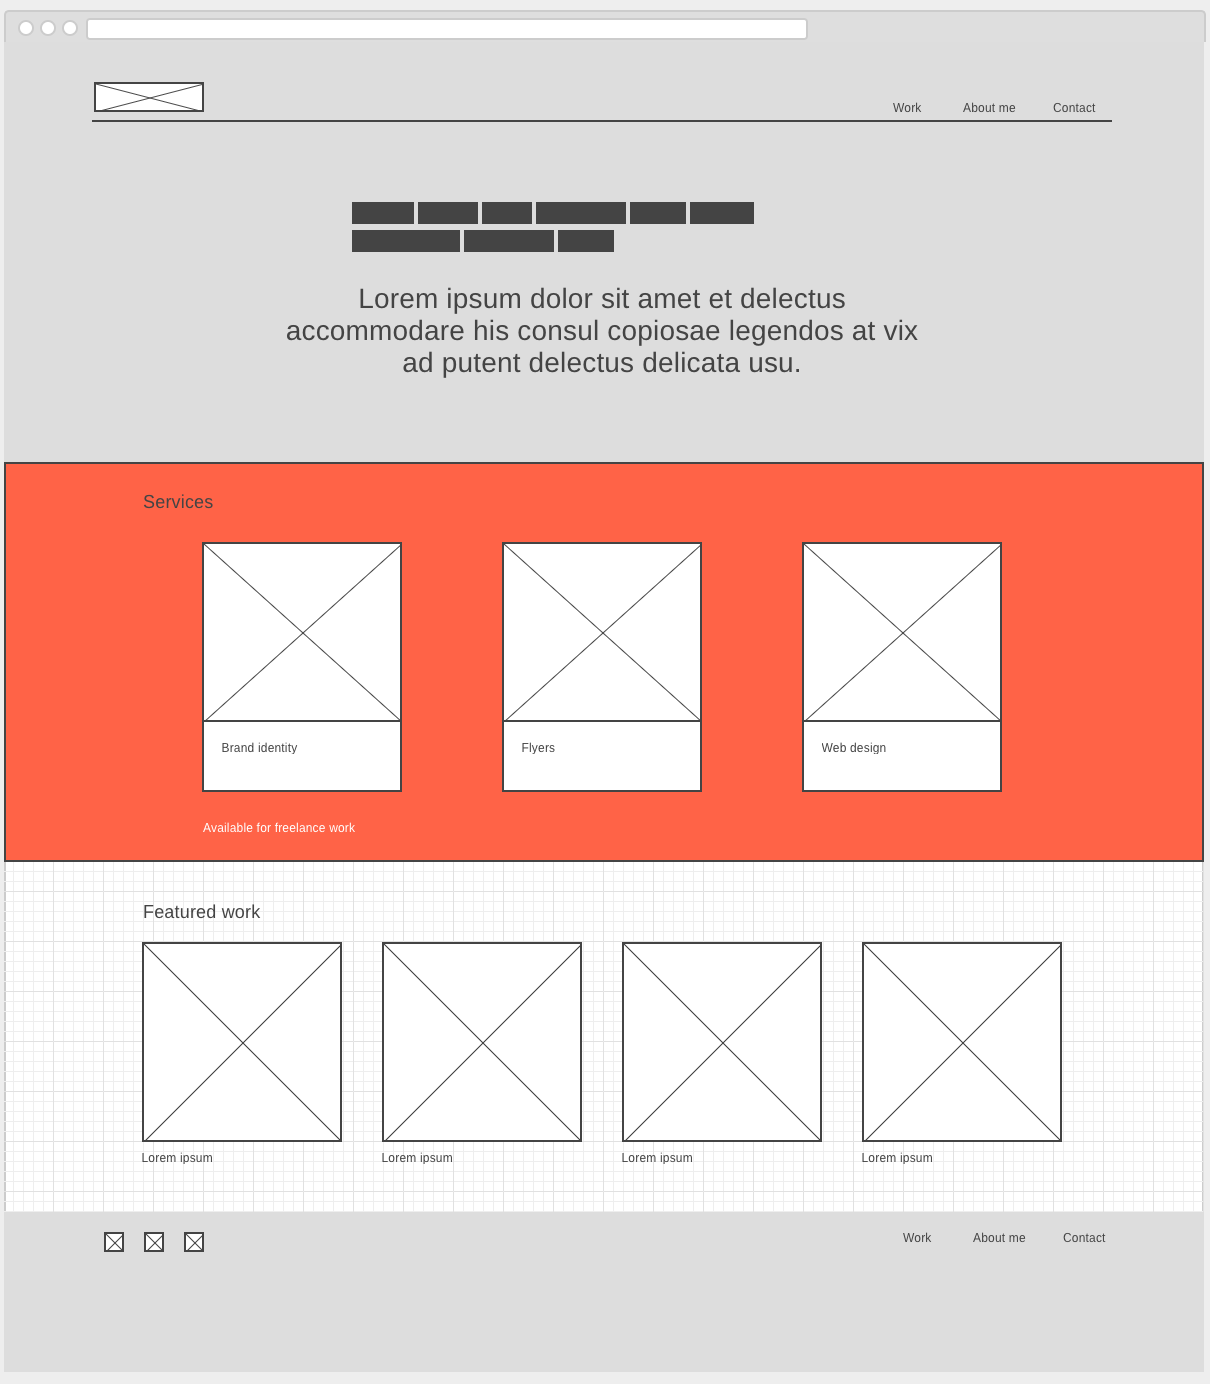 Work About me Contact
Lorem ipsum dolor sit amet et delectus
accommodare his consul copiosae legendos at vix
ad putent delectus delicata usu.
Services
Brand identity Flyers Web design
Available for freelance work
Featured work
Lorem ipsum Lorem ipsum Lorem ipsum Lorem ipsum
Work About me Contact